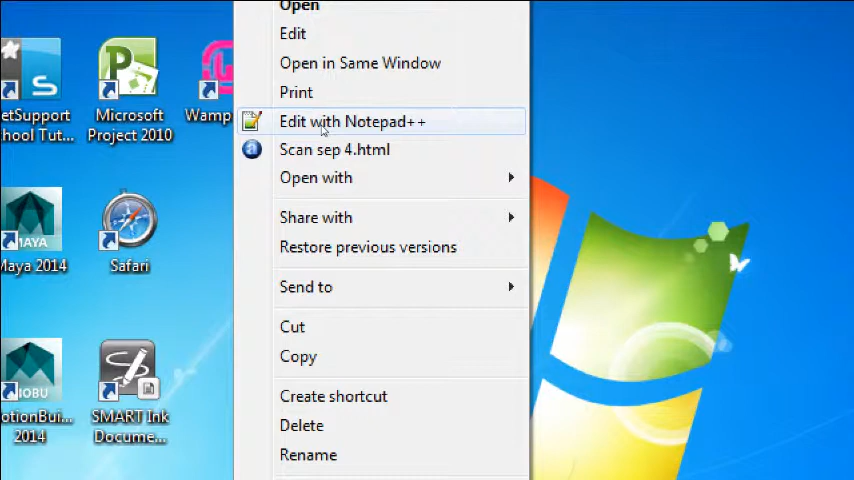 Open
Edit
Open in Same Window
Print
Edit with Notepad++
Scan sep 4.html
Open with
Share with
Restore previous versions
Send to
Cut
Copy
Create shortcut
Delete
Rename
etSupport
hool Tut...
Microsoft
Project 2010
Wamp
MAYA
Maya 2014
Safari
MOBU
otionBui...
2014
SMART Ink
Docume...